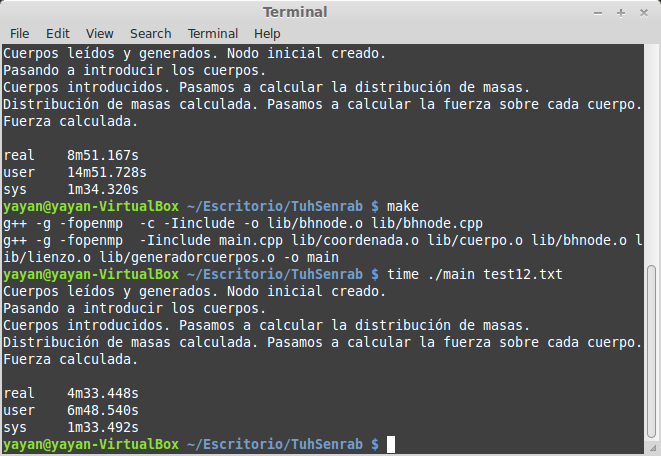 Terminal
File Edit View Search Terminal Help
Cuerpos leídos y generados. Nodo inicial creado.
Pasando a introducir los cuerpos.
Cuerpos introducidos. Pasamos a calcular la distribución de masas.
Distribución de masas calculada. Pasamos a calcular la fuerza sobre cada cuerpo.
Fuerza calculada.
real 8m51.167s
user 14m51.728s
sys 1m34.320s
yayan@yayan-VirtualBox ~/Escritorio/TuhSenrab $ make
g++ -g -fopenmp  -c -Iinclude -o lib/bhnode.o lib/bhnode.cpp
g++ -g -fopenmp  -Iinclude main.cpp lib/coordenada.o lib/cuerpo.o lib/bhnode.o l
ib/lienzo.o lib/generadorcuerpos.o -o main
yayan@yayan-VirtualBox ~/Escritorio/TuhSenrab $ time ./main test12.txt
Cuerpos leídos y generados. Nodo inicial creado.
Pasando a introducir los cuerpos.
Cuerpos introducidos. Pasamos a calcular la distribución de masas.
Distribución de masas calculada. Pasamos a calcular la fuerza sobre cada cuerpo.
Fuerza calculada.
real 4m33.448s
user 6m48.540s
sys 1m33.492s
yayan@yayan-VirtualBox ~/Escritorio/TuhSenrab $